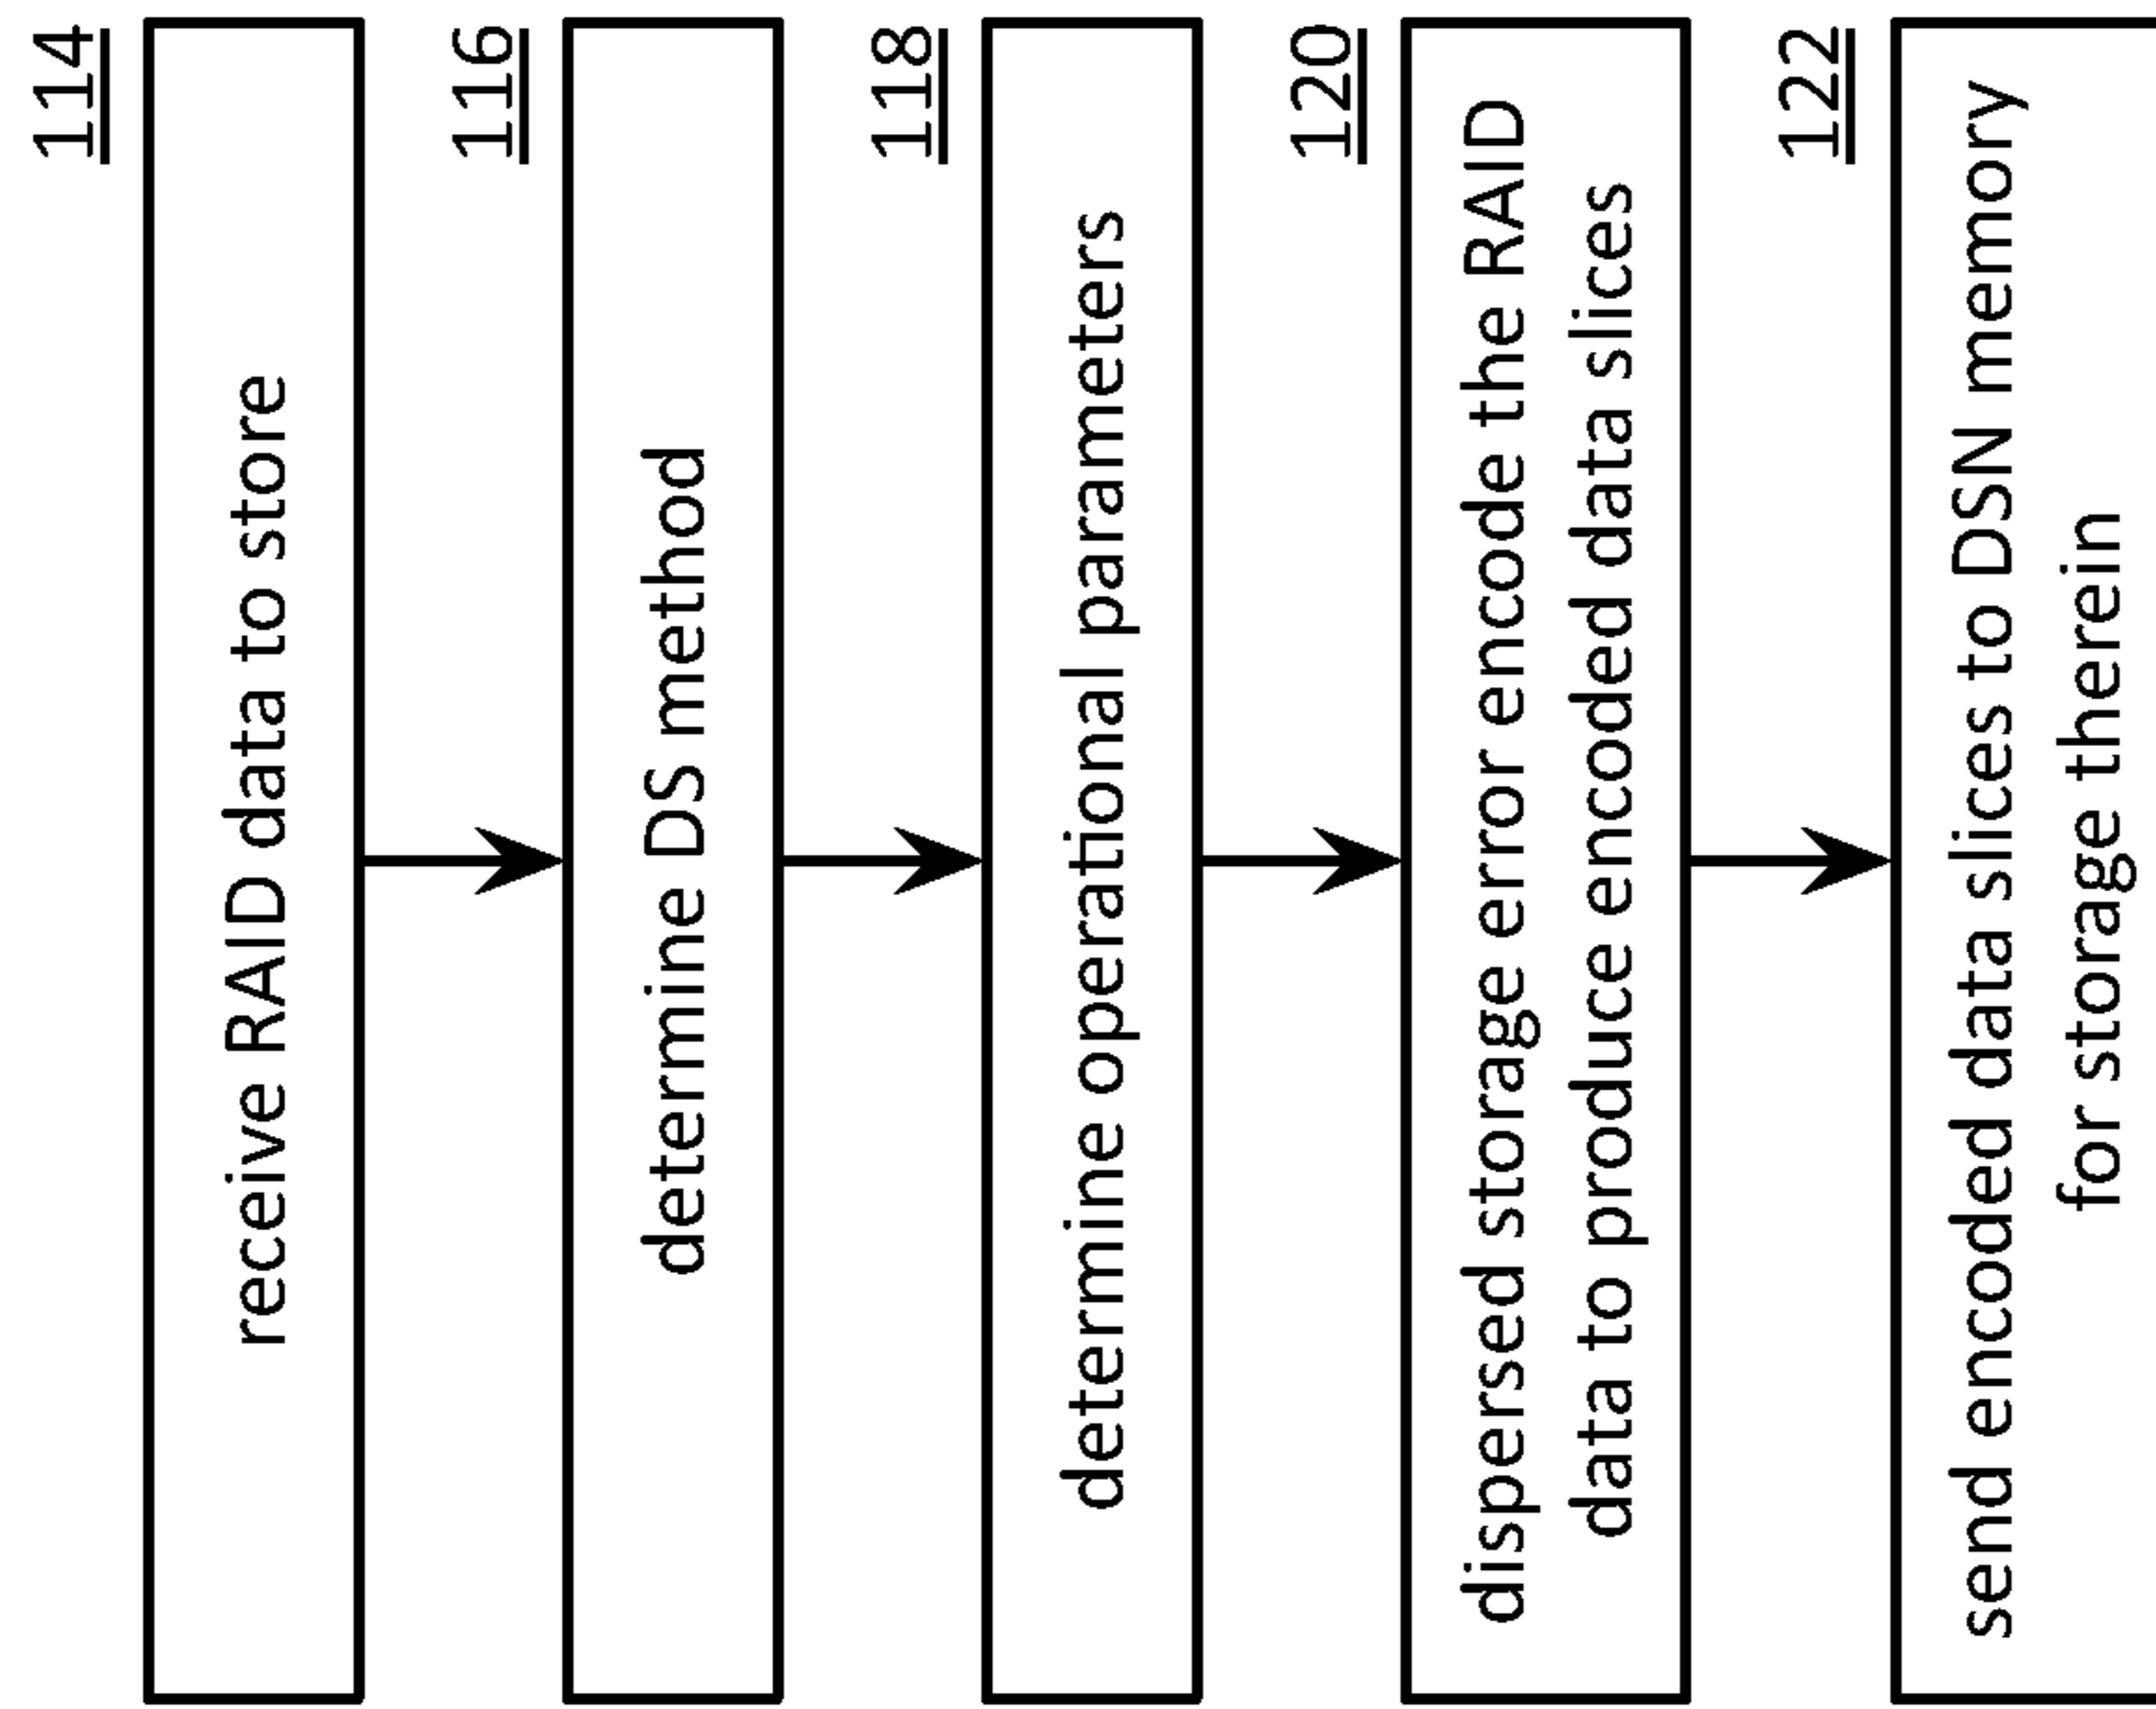 114
receive RAID data to store
116
determine DS method
118
determine operational parameters
120
dispersed storage error encode the RAID
data to produce encoded data slices
122
send encoded data slices to DSN memory
for storage therein